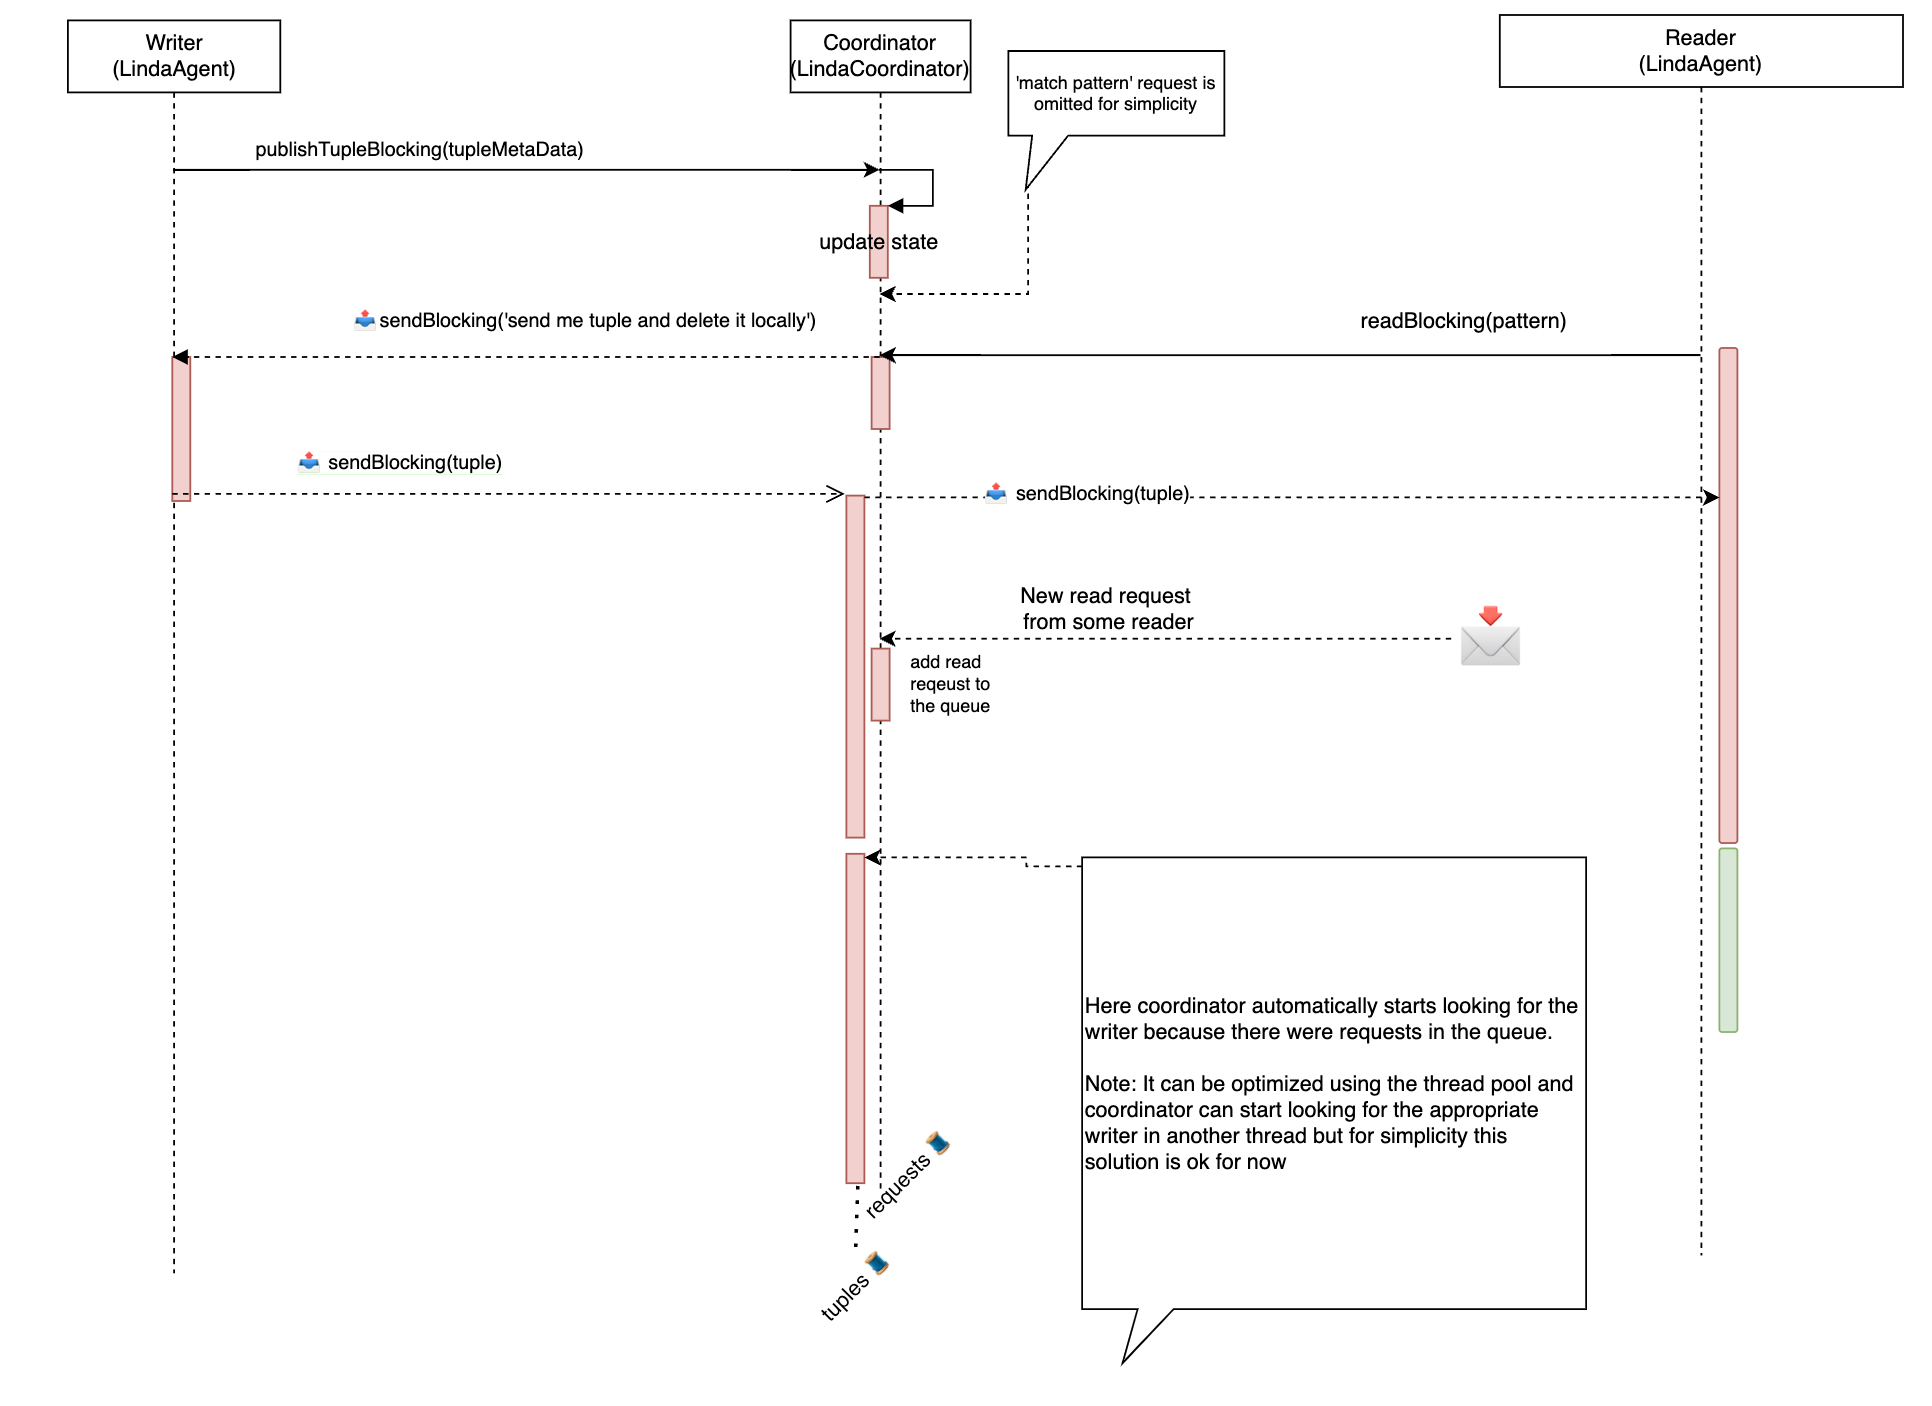 Writer
(LindaAgent)
Coordinator
(LindaCoordinator)
Reader
(LindaAgent)
'match pattern' request is
omitted for simplicity
publishTupleBlocking(tupleMetaData)
update state
sendBlocking('send me tuple and delete it locally')
readBlocking(pattern)
sendBlocking(tuple)
sendBlocking(tuple)
New read request
from some reader
add read
reqeust to
the queue
Here coordinator automatically starts looking for the
writer because there were requests in the queue.
Note: It can be optimized using the thread pool and
coordinator can start looking for the appropriate
writer in another thread but for simplicity this
solution is ok for now
requests
tuples